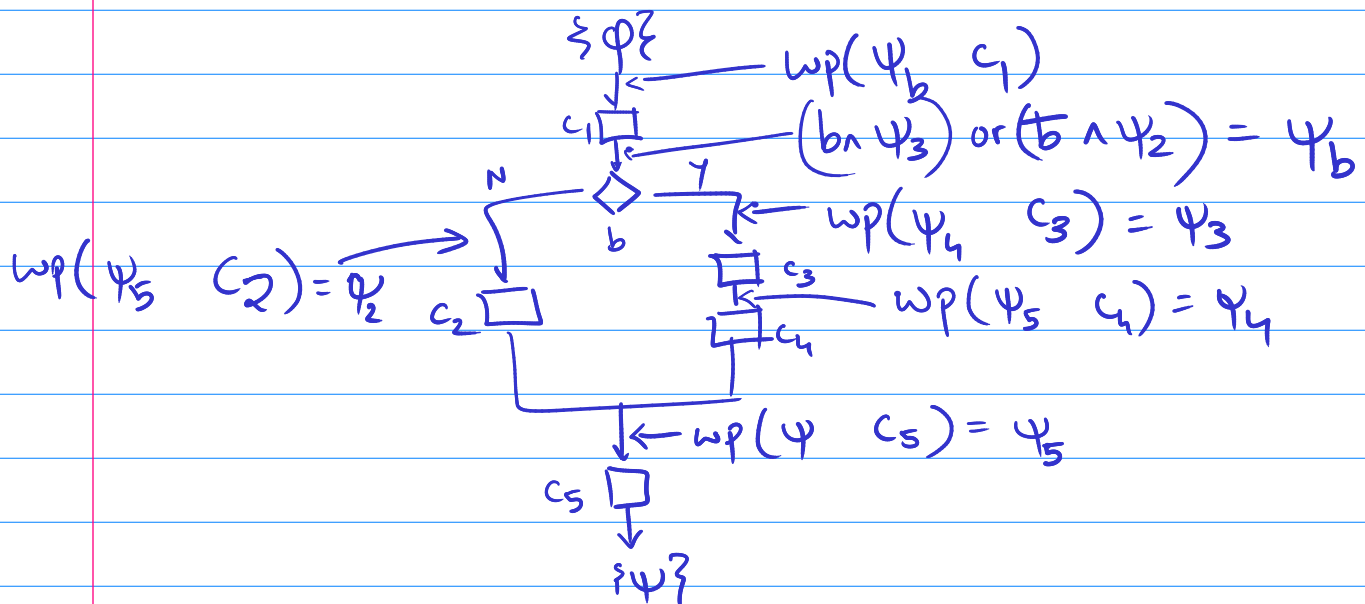 {φ}
wp(ψb c1)
c1
(b∧ψ3) or (b̄ ∧ψ2) = ψb
N
Y
b
wp(ψ4 c3) = ψ3
wp(ψ5 c2) = ψ2
c3
c2
wp(ψ5 c4) = ψ4
c4
wp(ψ c5) = ψ5
c5
{ψ}